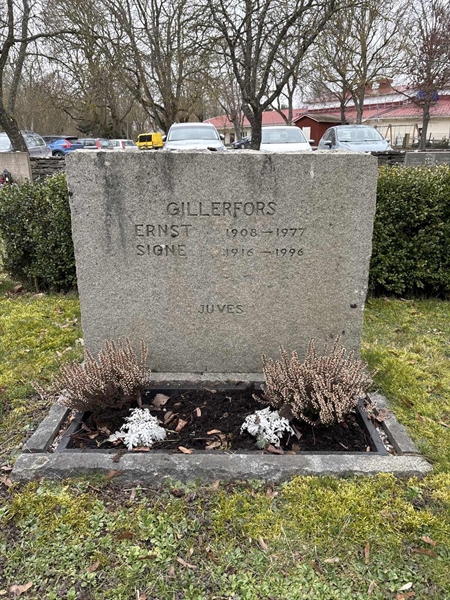 GILLERFORS
ERNST 1908 → 1977
SIGNE 1916 → 1996
JUVES